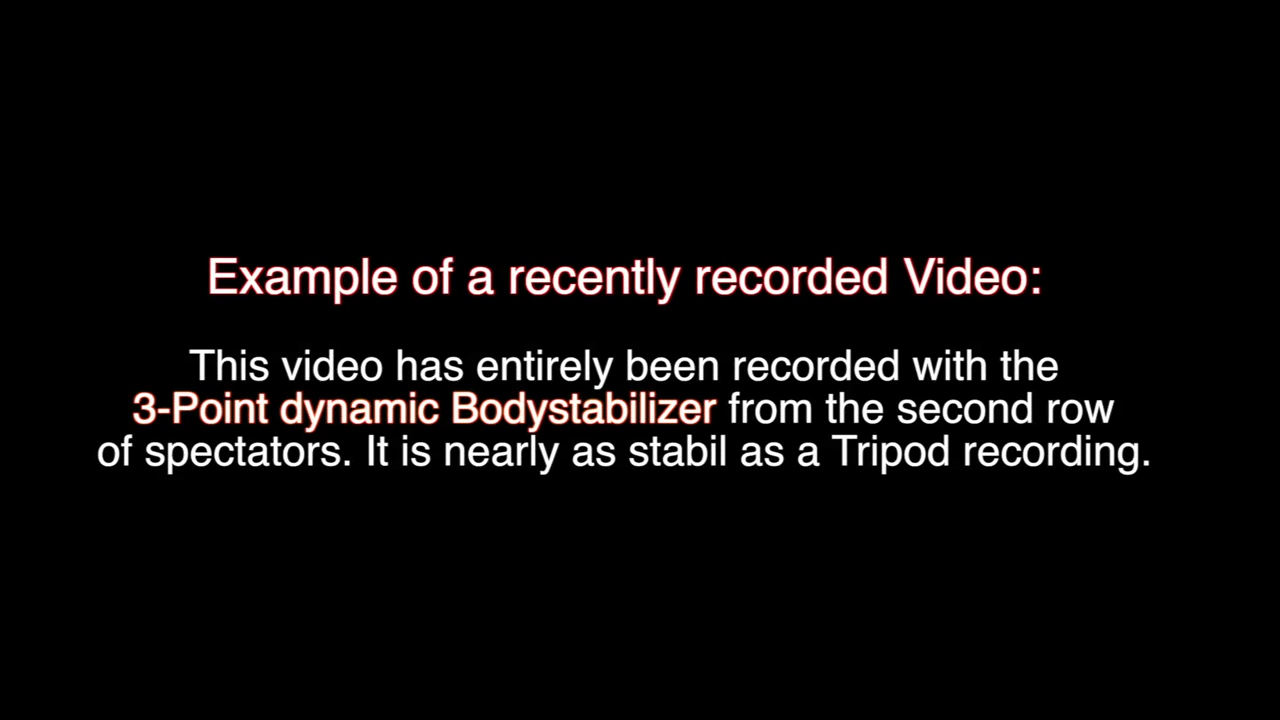 Example of a recently recorded Video:
This video has entirely been recorded with the
3-Point dynamic Bodystabilizer from the second row
of spectators. It is nearly as stabil as a Tripod recording.